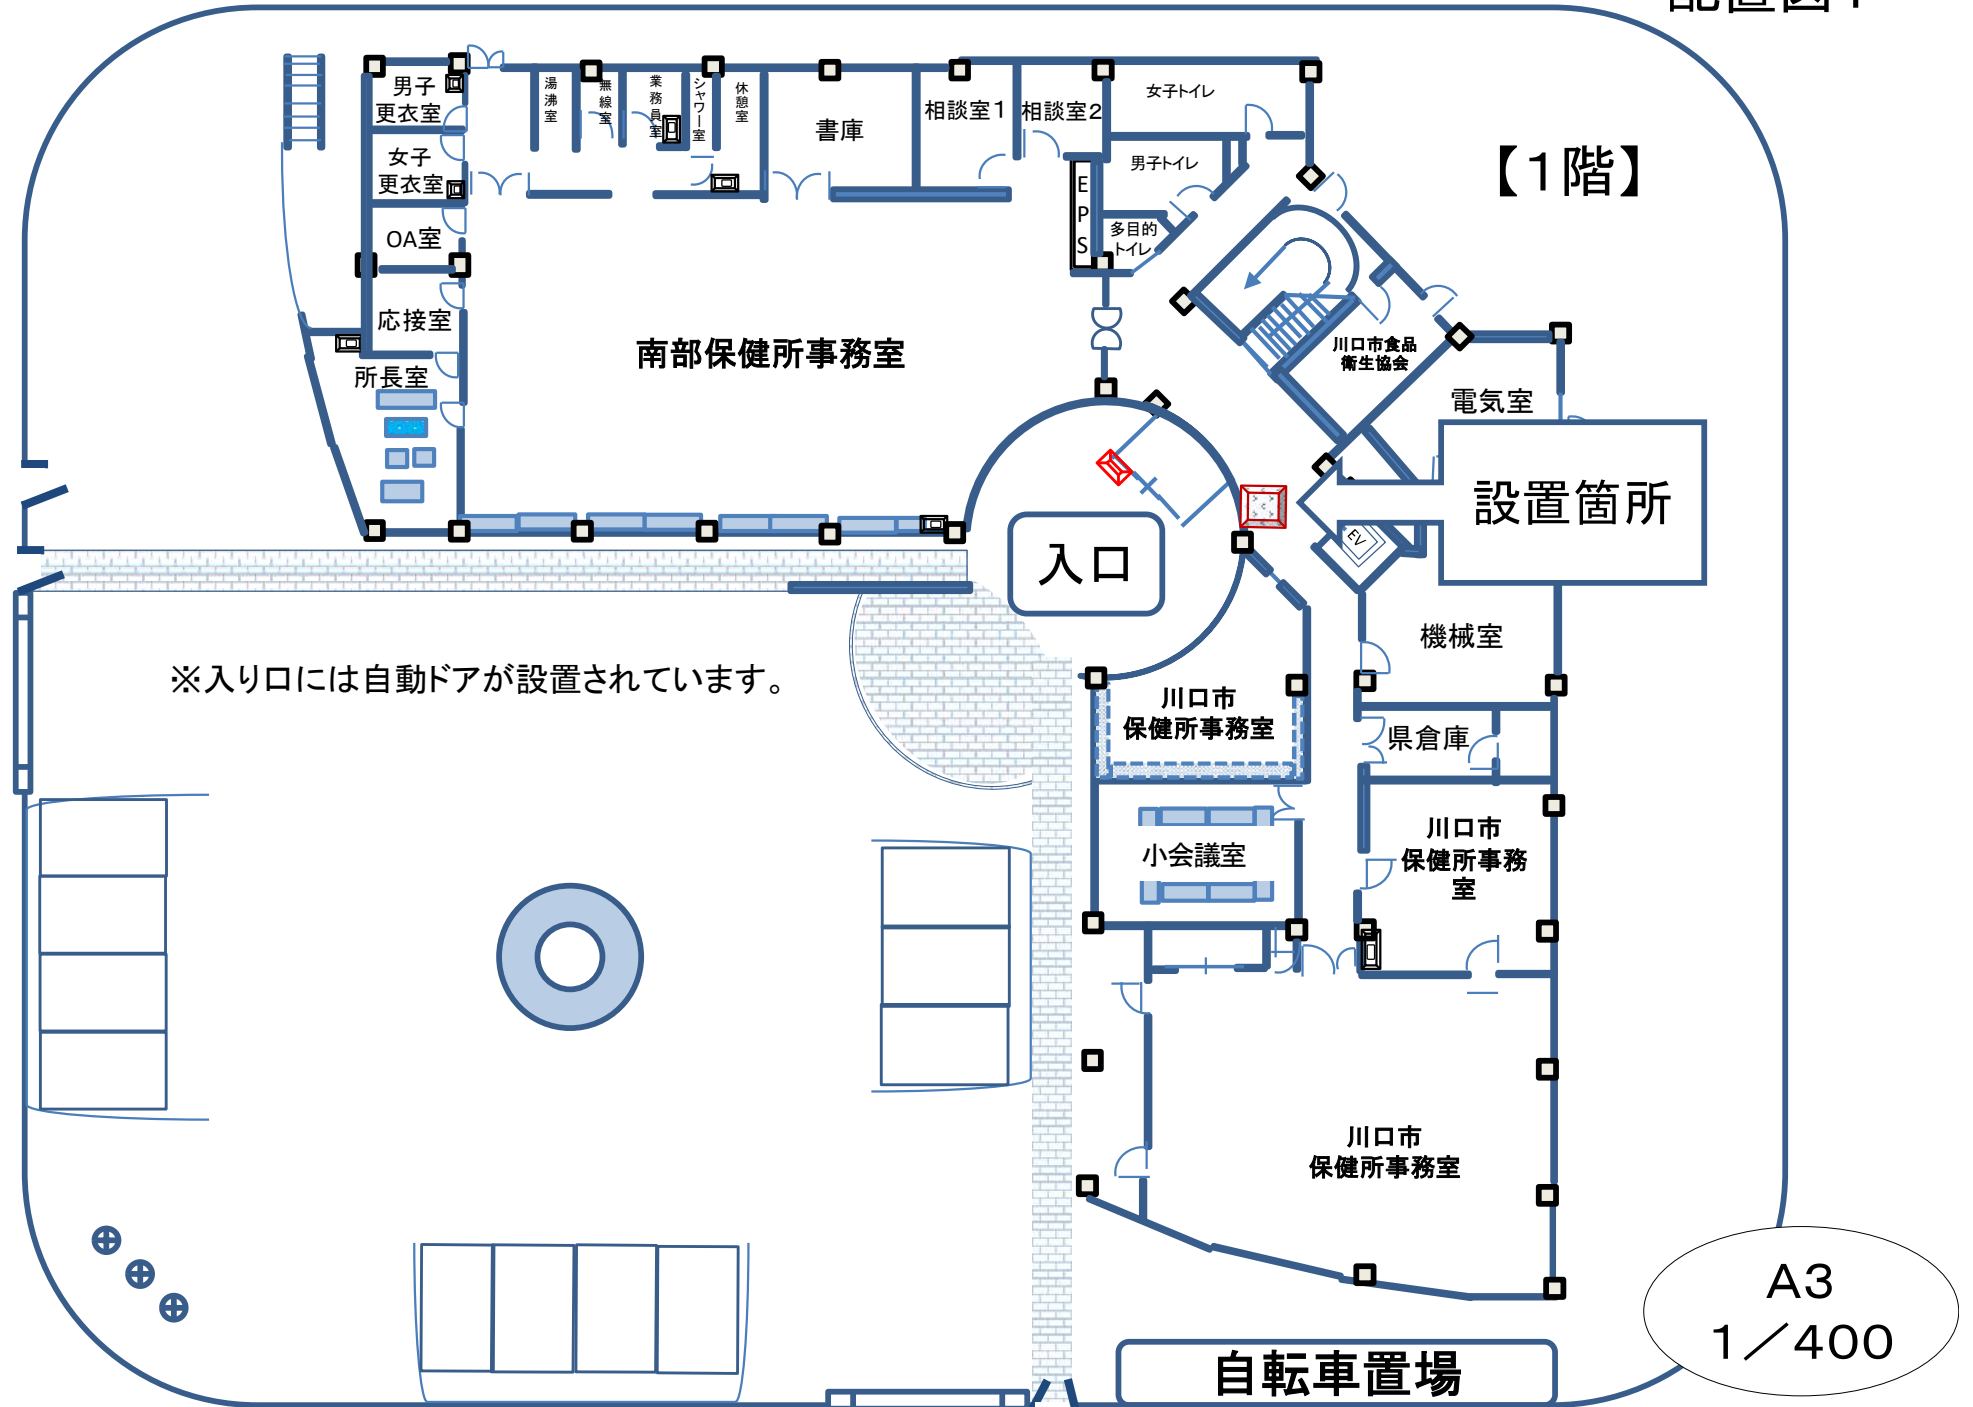 配置図1
【1階】
男子
更衣室
湯沸室
無線室
業務員室
シャワー室
休憩室
書庫
相談室1
相談室2
女子トイレ
男子トイレ
女子
更衣室
EPS
多目的
トイレ
OA室
応接室
所長室
南部保健所事務室
川口市食品
衛生協会
電気室
設置箇所
入口
EV
機械室
※入り口には自動ドアが設置されています。
川口市
保健所事務室
県倉庫
小会議室
川口市
保健所事務
室
川口市
保健所事務室
A3
1／400
自転車置場